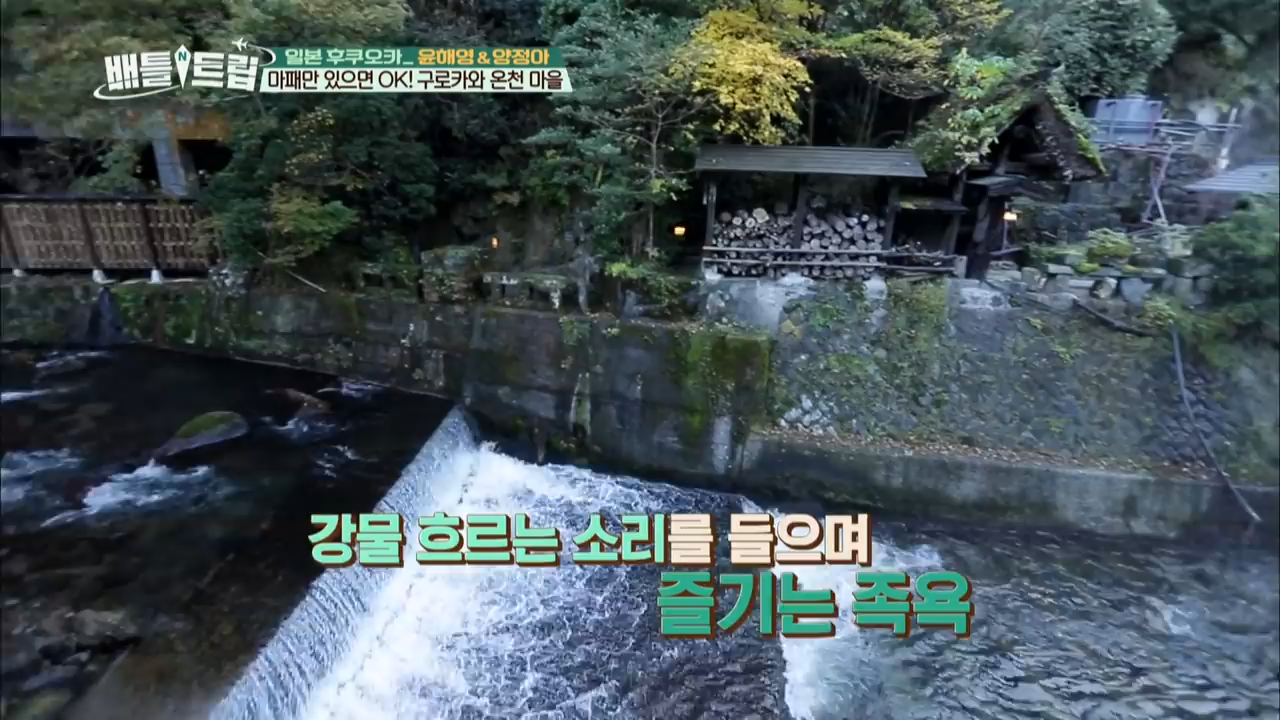 배틀트립
일본 후쿠오카_ 윤해영 & 양정아
마패만 있으면 OK! 구로카와 온천 마을
강물 흐르는 소리를 들으며
즐기는 족욕